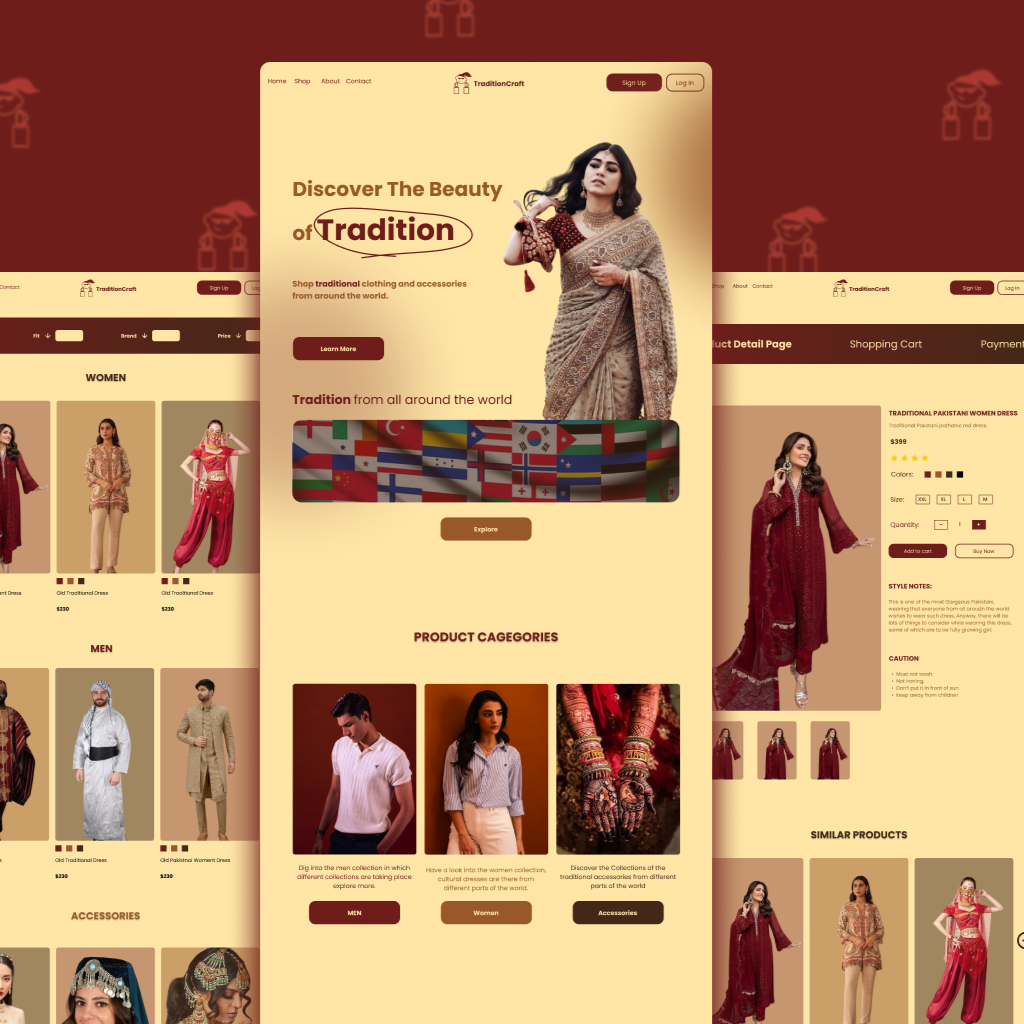 Home Shop About Contact
TraditionCraft
Sign Up
Log In
Discover The Beauty
of Tradition
Shop traditional clothing and accessories
from around the world.
Learn More
Tradition from all around the world
Explore
PRODUCT CAGEGORIES
Dig into the men collection in which
different collections are taking place
explore more.
MEN
Have a look into the women collection,
cultural dresses are there from
different parts of the world.
Women
Discover the Collections of the
traditional accessories from different
parts of the world
Accessories
Contact
TraditionCraft
Sign Up
Fit
Brand
Price
WOMEN
Dress
Old Traditional Dress
Old Traditional Dress
$230
$230
MEN
Old Traditional Dress
Old Pakistnai Woment Dress
$230
$230
ACCESSORIES
About Contact
TraditionCraft
Sign Up
Log In
Detail Page
Shopping Cart
Payment
TRADITIONAL PAKISTANI WOMEN DRESS
Traditional Pakistani pathanic red dress.
$399
Colors:
Size: XXL XL L M
Quantity: - 1 +
Add to cart
Buy Now
STYLE NOTES:
This is one of the most Gurgeous Pakistani,
wearing that everyone from all aroudn the world
wishes to wear such dress. Anyway, there will be
lots of things to consider while wearing this dress,
some of which are to be fully growing girl.
CAUTION
• Must not wash
• Not Ironing,
• Don't put it in front of sun.
• keep away from children
SIMILAR PRODUCTS